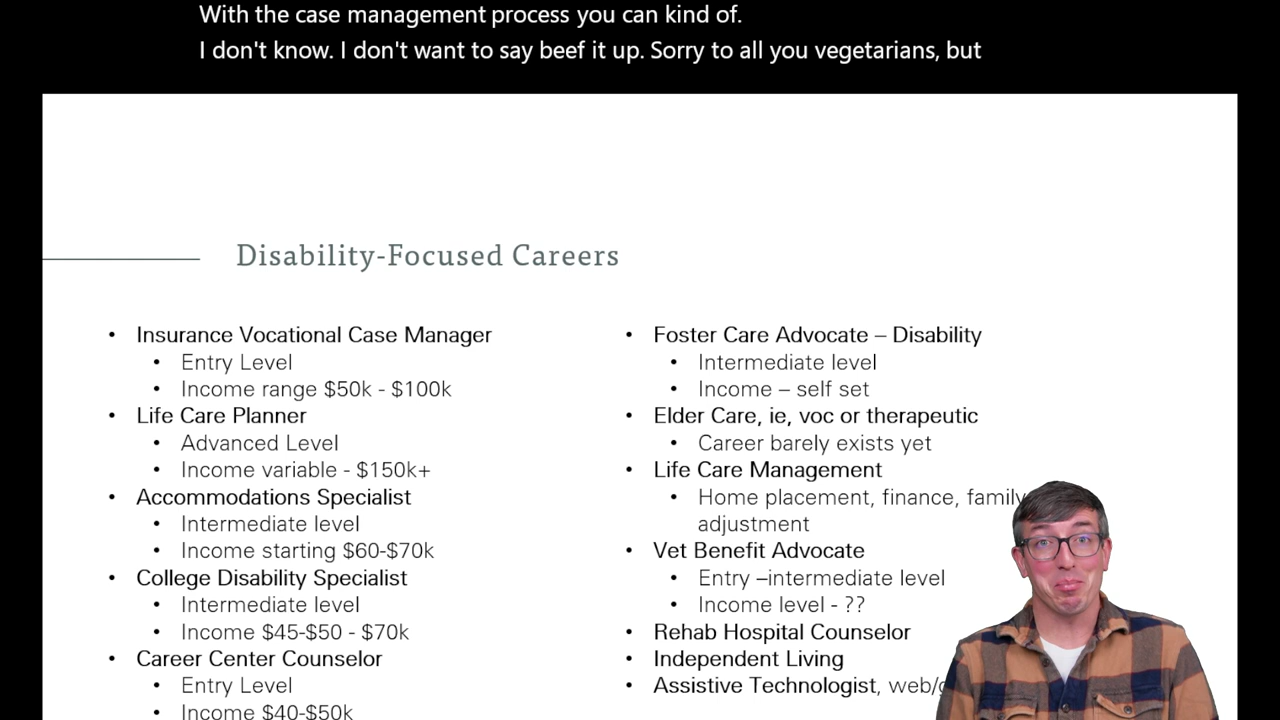 With the case management process you can kind of.
I don't know. I don't want to say beef it up. Sorry to all you vegetarians, but
Disability-Focused Careers
• Insurance Vocational Case Manager
• Entry Level
• Income range $50k - $100k
• Life Care Planner
• Advanced Level
• Income variable - $150k+
• Accommodations Specialist
• Intermediate level
• Income starting $60-$70k
• College Disability Specialist
• Intermediate level
• Income $45-$50 - $70k
• Career Center Counselor
• Entry Level
• Income $40-$50k
• Foster Care Advocate – Disability
• Intermediate level
• Income – self set
• Elder Care, ie, voc or therapeutic
• Career barely exists yet
• Life Care Management
• Home placement, finance, family
adjustment
• Vet Benefit Advocate
• Entry –intermediate level
• Income level - ??
• Rehab Hospital Counselor
• Independent Living
• Assistive Technologist,